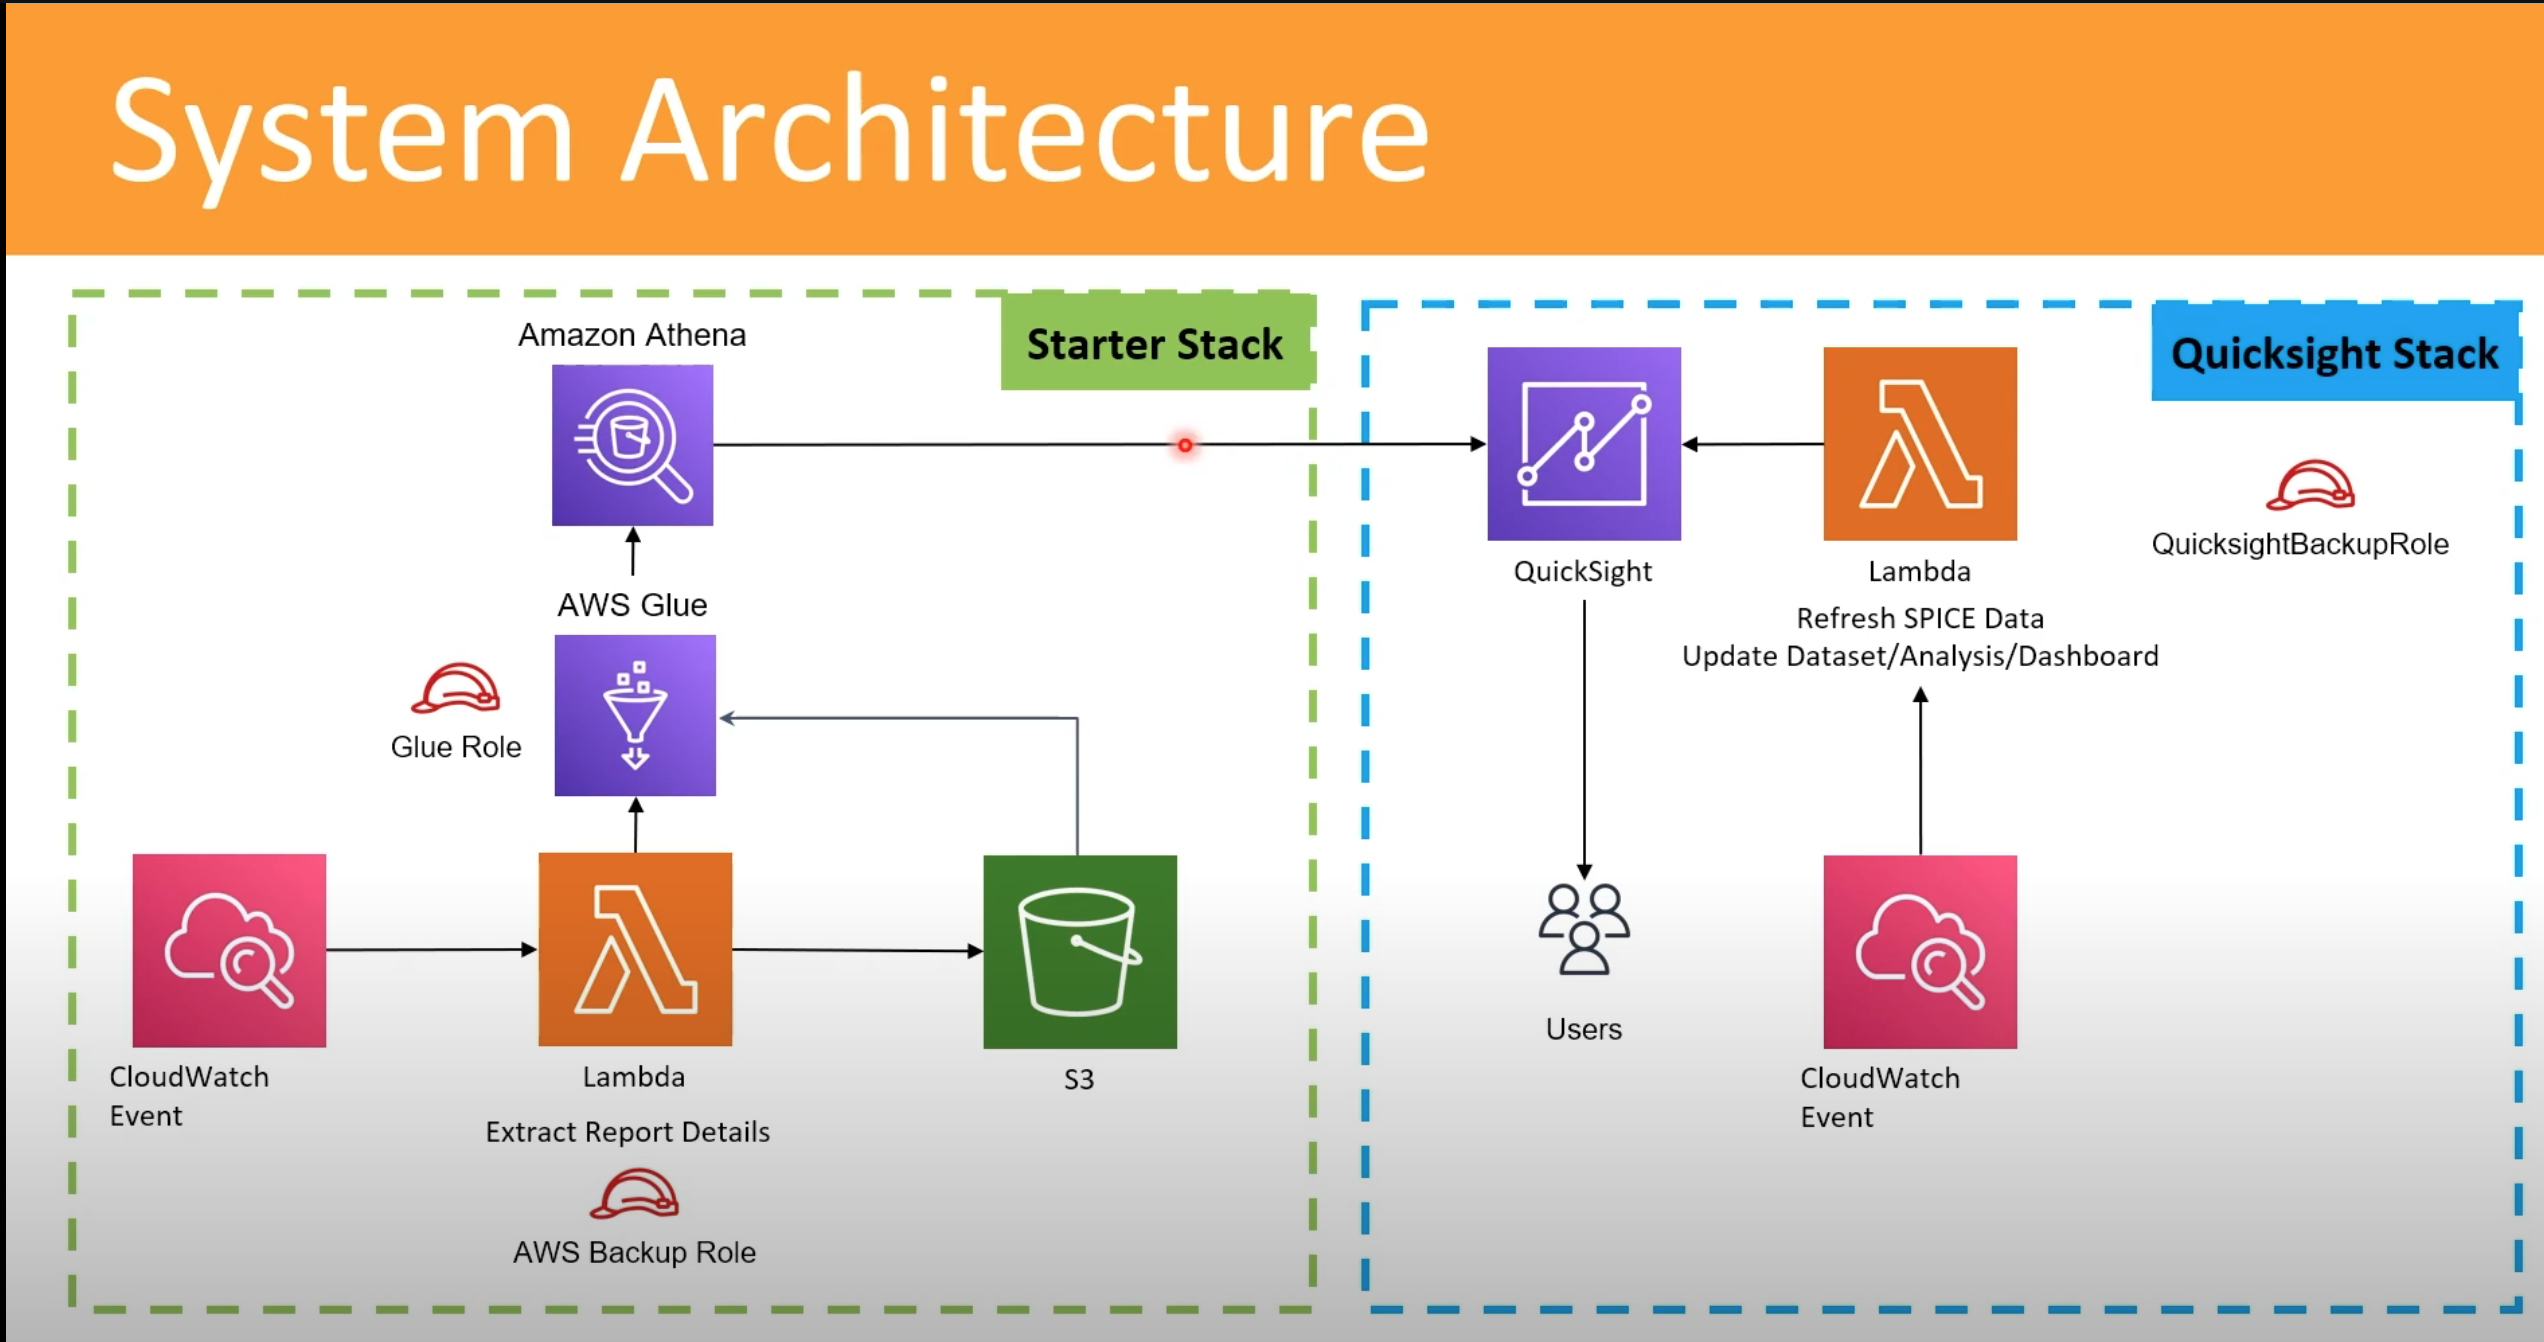 System Architecture
Starter Stack
Amazon Athena
AWS Glue
Glue Role
CloudWatch
Event
Lambda
Extract Report Details
AWS Backup Role
S3
Quicksight Stack
QuickSight
Lambda
Refresh SPICE Data
Update Dataset/Analysis/Dashboard
QuicksightBackupRole
Users
CloudWatch
Event